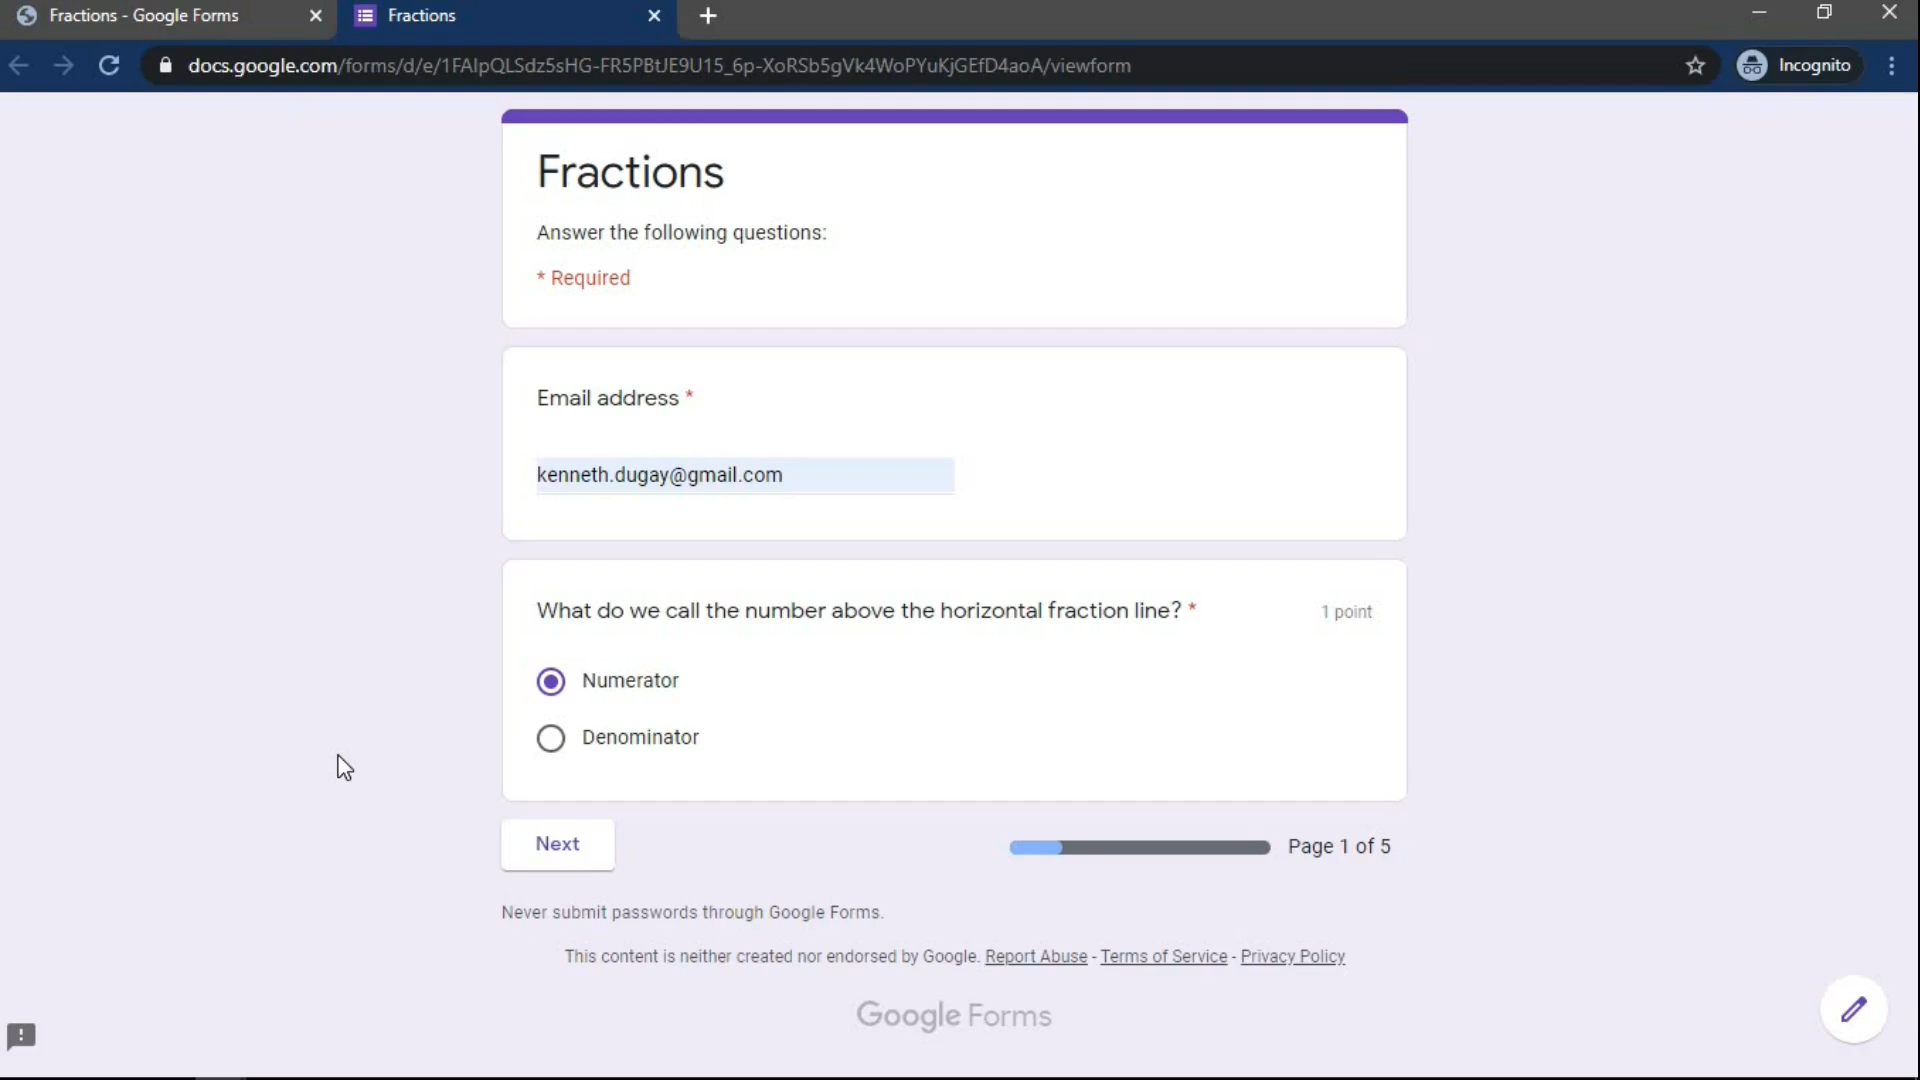 Fractions - Google Forms
Fractions
docs.google.com/forms/d/e/1FAIpQLSdz5sHG-FR5PBtJE9U15_6p-XoRSb5gVk4WoPYuKjGEfD4aoA/viewform
Incognito
Fractions
Answer the following questions:
* Required
Email address *
kenneth.dugay@gmail.com
What do we call the number above the horizontal fraction line? *
1 point
Numerator
Denominator
Next
Page 1 of 5
Never submit passwords through Google Forms.
This content is neither created nor endorsed by Google. Report Abuse - Terms of Service - Privacy Policy
Google Forms